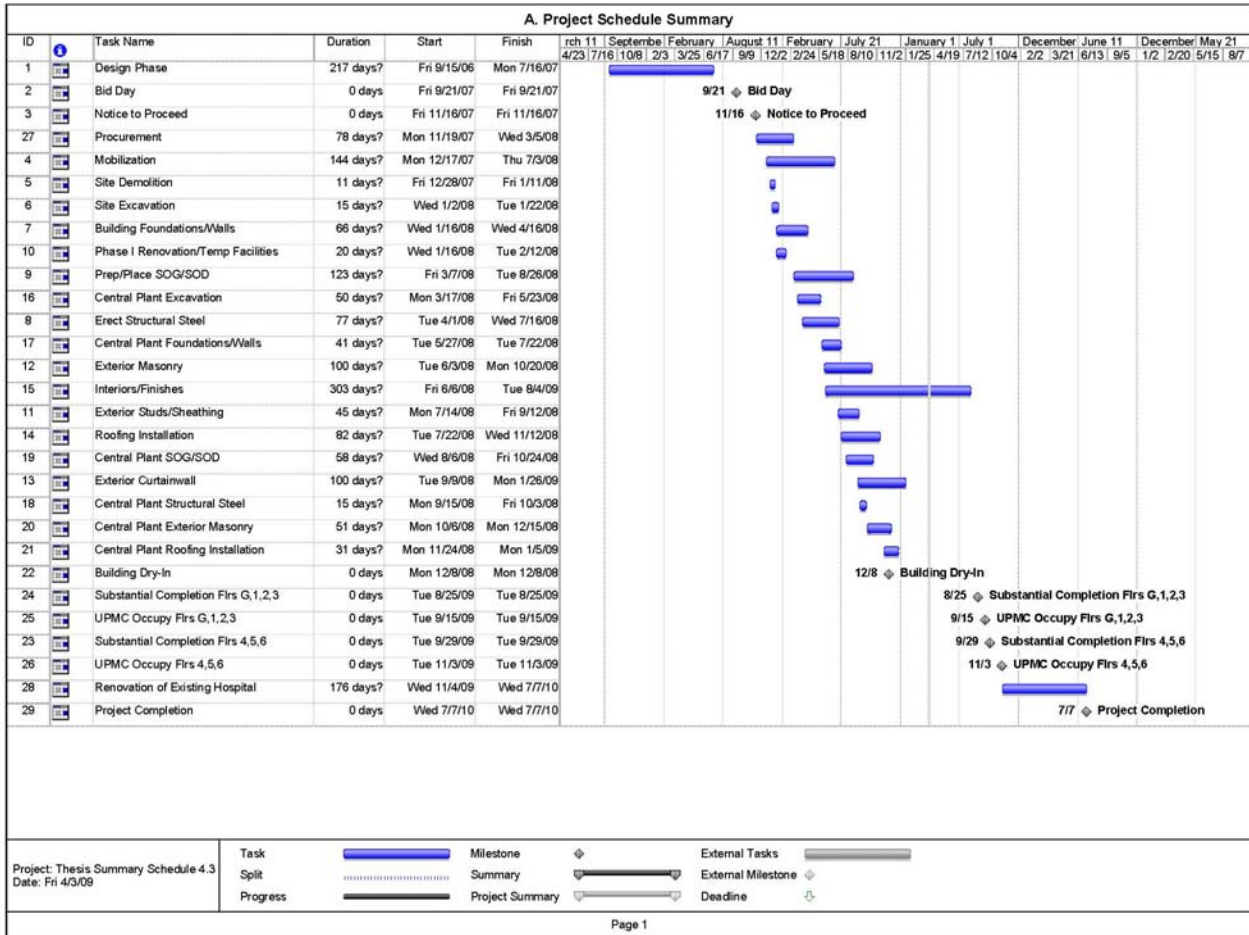 A. Project Schedule Summary
ID Task Name Duration Start Finish rch 11 Septembe February August 11 February July 21 January 1 July 1 December June 11 December May 21
4/23 7/16 10/8 2/3 3/25 6/17 9/9 12/2 2/24 5/18 8/10 11/2 1/25 4/19 7/12 10/4 2/2 3/21 6/13 9/5 1/2 2/20 5/15 8/7
1 Design Phase 217 days? Fri 9/15/06 Mon 7/16/07
2 Bid Day 0 days Fri 9/21/07 Fri 9/21/07 9/21 Bid Day
3 Notice to Proceed 0 days Fri 11/16/07 Fri 11/16/07 11/16 Notice to Proceed
27 Procurement 78 days? Mon 11/19/07 Wed 3/5/08
4 Mobilization 144 days? Mon 12/17/07 Thu 7/3/08
5 Site Demolition 11 days? Fri 12/28/07 Fri 1/11/08
6 Site Excavation 15 days? Wed 1/2/08 Tue 1/22/08
7 Building Foundations/Walls 66 days? Wed 1/16/08 Wed 4/16/08
10 Phase I Renovation/Temp Facilities 20 days? Wed 1/16/08 Tue 2/12/08
9 Prep/Place SOG/SOD 123 days? Fri 3/7/08 Tue 8/26/08
16 Central Plant Excavation 50 days? Mon 3/17/08 Fri 5/23/08
8 Erect Structural Steel 77 days? Tue 4/1/08 Wed 7/16/08
17 Central Plant Foundations/Walls 41 days? Tue 5/27/08 Tue 7/22/08
12 Exterior Masonry 100 days? Tue 6/3/08 Mon 10/20/08
15 Interiors/Finishes 303 days? Fri 6/6/08 Tue 8/4/09
11 Exterior Studs/Sheathing 45 days? Mon 7/14/08 Fri 9/12/08
14 Roofing Installation 82 days? Tue 7/22/08 Wed 11/12/08
19 Central Plant SOG/SOD 58 days? Wed 8/6/08 Fri 10/24/08
13 Exterior Curtainwall 100 days? Tue 9/9/08 Mon 1/26/09
18 Central Plant Structural Steel 15 days? Mon 9/15/08 Fri 10/3/08
20 Central Plant Exterior Masonry 51 days? Mon 10/6/08 Mon 12/15/08
21 Central Plant Roofing Installation 31 days? Mon 11/24/08 Mon 1/5/09
22 Building Dry-In 0 days Mon 12/8/08 Mon 12/8/08 12/8 Building Dry-In
24 Substantial Completion Flrs G,1,2,3 0 days Tue 8/25/09 Tue 8/25/09 8/25 Substantial Completion Flrs G,1,2,3
25 UPMC Occupy Flrs G,1,2,3 0 days Tue 9/15/09 Tue 9/15/09 9/15 UPMC Occupy Flrs G,1,2,3
23 Substantial Completion Flrs 4,5,6 0 days Tue 9/29/09 Tue 9/29/09 9/29 Substantial Completion Flrs 4,5,6
26 UPMC Occupy Flrs 4,5,6 0 days Tue 11/3/09 Tue 11/3/09 11/3 UPMC Occupy Flrs 4,5,6
28 Renovation of Existing Hospital 176 days? Wed 11/4/09 Wed 7/7/10
29 Project Completion 0 days Wed 7/7/10 Wed 7/7/10 7/7 Project Completion
Project: Thesis Summary Schedule 4.3
Date: Fri 4/3/09
Task Milestone External Tasks
Split Summary External Milestone
Progress Project Summary Deadline
Page 1